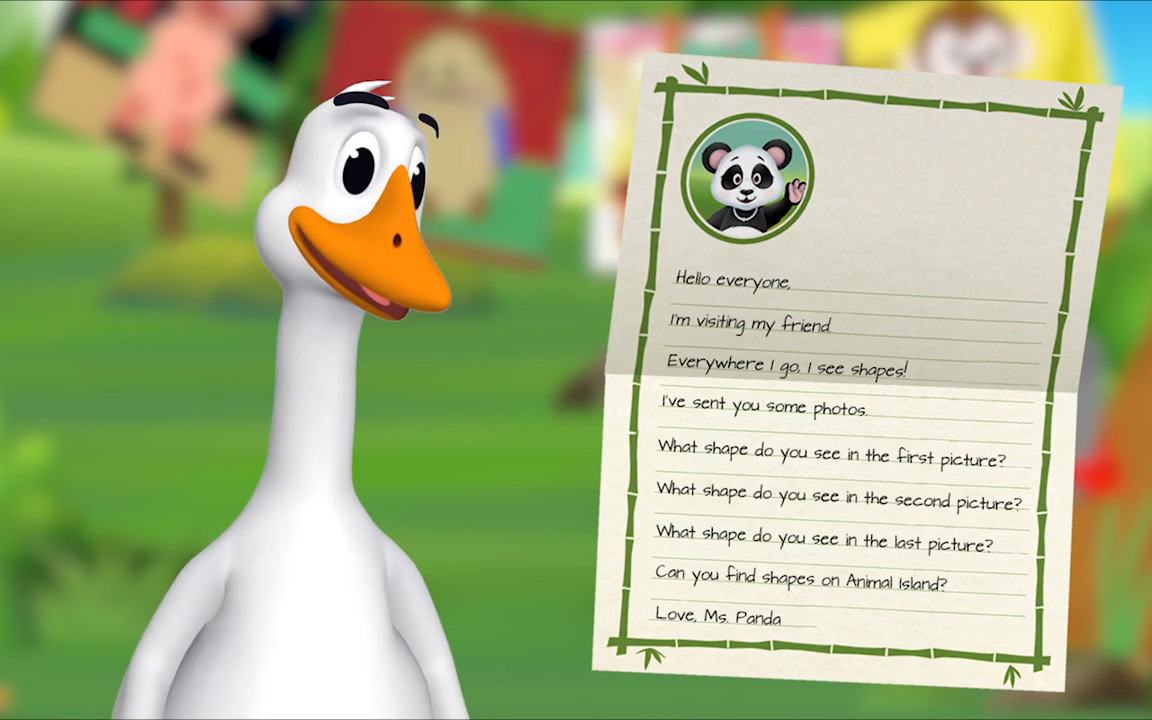 Hello everyone,
I'm visiting my friend.
Everywhere I go, I see shapes!
I've sent you some photos.
What shape do you see in the first picture?
What shape do you see in the second picture?
What shape do you see in the last picture?
Can you find shapes on Animal Island?
Love, Ms. Panda